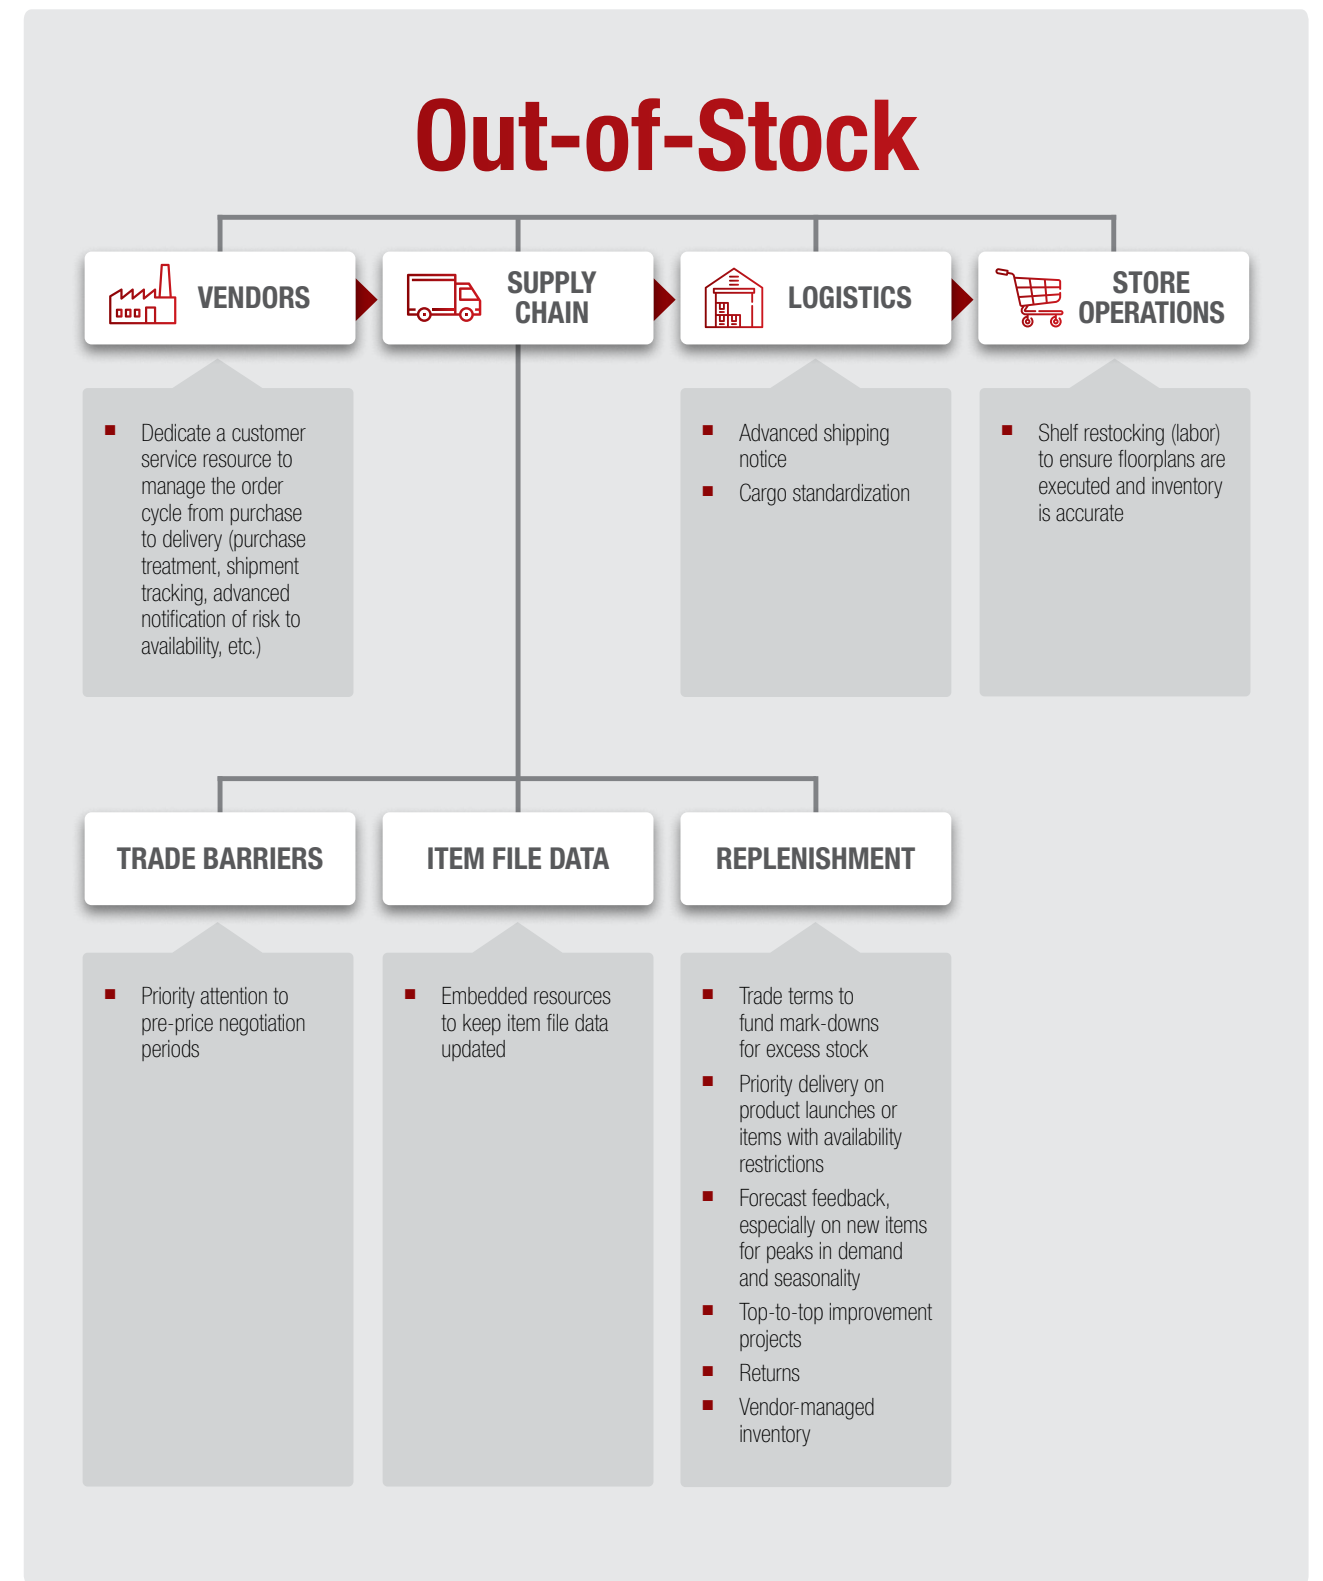 Out-of-Stock
VENDORS
SUPPLY
CHAIN
LOGISTICS
STORE
OPERATIONS
■ Dedicate a customer
service resource to
manage the order
cycle from purchase
to delivery (purchase
treatment, shipment
tracking, advanced
notification of risk to
availability, etc.)
■ Advanced shipping
notice
■ Cargo standardization
■ Shelf restocking (labor)
to ensure floorplans are
executed and inventory
is accurate
TRADE BARRIERS
ITEM FILE DATA
REPLENISHMENT
■ Priority attention to
pre-price negotiation
periods
■ Embedded resources
to keep item file data
updated
■ Trade terms to
fund mark-downs
for excess stock
■ Priority delivery on
product launches or
items with availability
restrictions
■ Forecast feedback,
especially on new items
for peaks in demand
and seasonality
■ Top-to-top improvement
projects
■ Returns
■ Vendor-managed
inventory